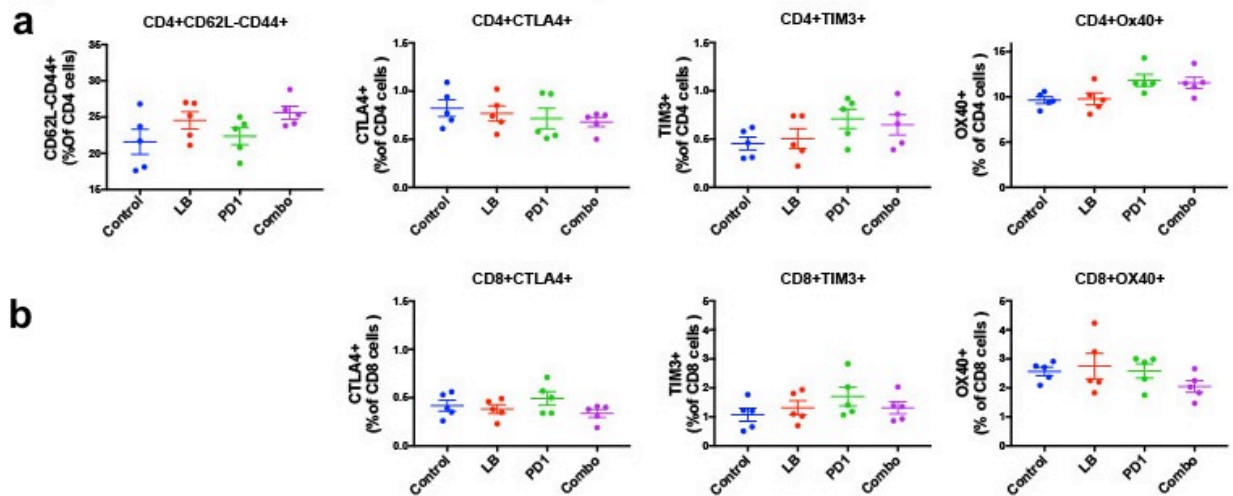 a
CD4+CD62L-CD44+
CD4+CTLA4+
CD4+TIM3+
CD4+Ox40+
CD62L-CD44+
(%Of CD4 cells)
35
30
25
20
15
Control
LB
PD1
Combo
CTLA4+
(%of CD4 cells )
1.5
1.0
0.5
0.0
Control
LB
PD1
Combo
TIM3+
(%of CD4 cells )
1.5
1.0
0.5
0.0
Control
LB
PD1
Combo
OX40+
(% of CD4 cells )
15
10
5
0
Control
LB
PD1
Combo
b
CD8+CTLA4+
CD8+TIM3+
CD8+OX40+
CTLA4+
(%of CD8 cells )
1.5
1.0
0.5
0.0
Control
LB
PD1
Combo
TIM3+
(%of CD8 cells )
5
4
3
2
1
0
Control
LB
PD1
Combo
OX40+
(% of CD8 cells )
5
4
3
2
1
0
Control
LB
PD1
Combo